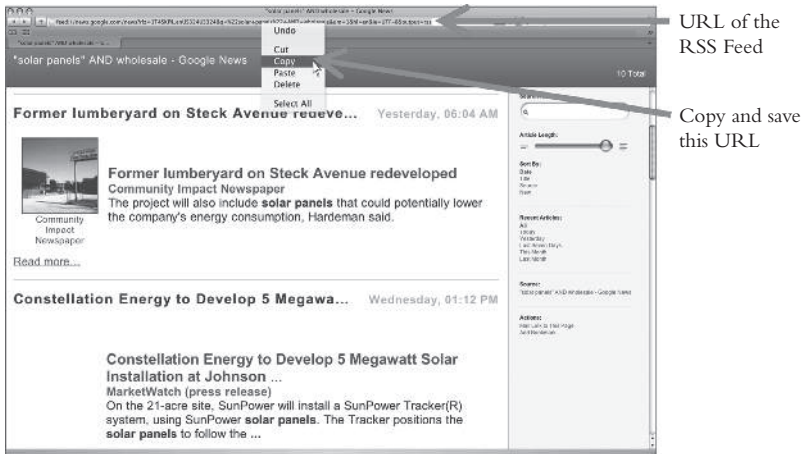 "solar panels" AND wholesale - Google News
URL of the
RSS Feed
Undo
Cut
Copy
Paste
Delete
Select All
"solar panels" AND wholesale - Google News
10 Total
Copy and save
this URL
Former lumberyard on Steck Avenue redeve...
Yesterday, 06:04 AM
Former lumberyard on Steck Avenue redeveloped
Community Impact Newspaper
The project will also include solar panels that could potentially lower
the company's energy consumption, Hardeman said.
Community
Impact
Newspaper
Read more...
Constellation Energy to Develop 5 Megawa...
Wednesday, 01:12 PM
Constellation Energy to Develop 5 Megawatt Solar
Installation at Johnson ...
MarketWatch (press release)
On the 21-acre site, SunPower will install a SunPower Tracker(R)
system, using SunPower solar panels. The Tracker positions the
solar panels to follow the ...
Article Length:
Sort By:
Date
Title
Source
New
Recent Articles:
All
Today
Yesterday
Last Seven Days
This Month
Last Month
Source:
"solar panels" AND wholesale - Google News
Actions:
Mail Link to This Page
Add Bookmark